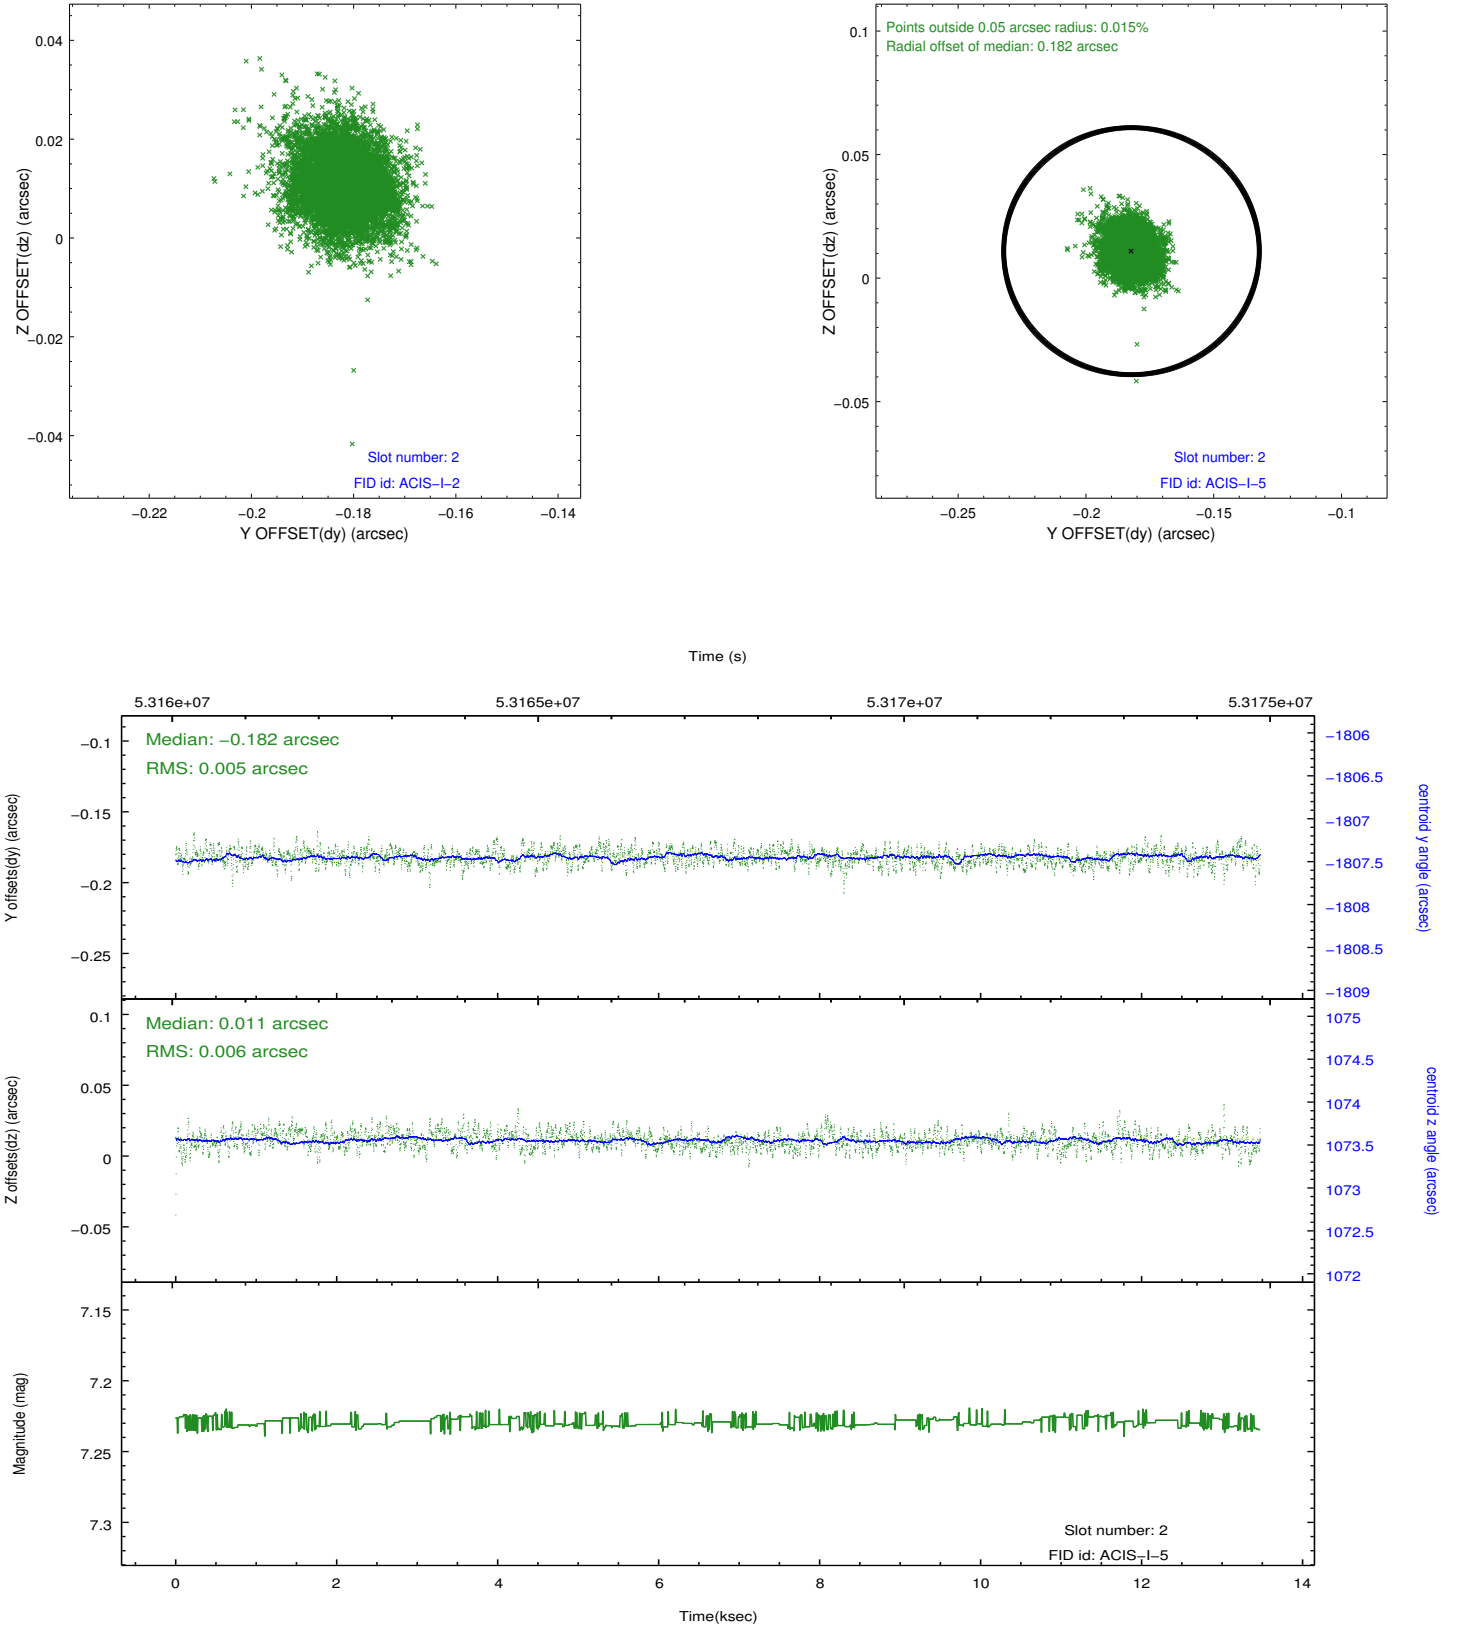 0.04
0.02
0
−0.02
−0.04
Z OFFSET(dz) (arcsec)
Slot number: 2
FID id: ACIS−I−2
−0.22 −0.2 −0.18 −0.16 −0.14
Y OFFSET(dy) (arcsec)
Points outside 0.05 arcsec radius: 0.015%
Radial offset of median: 0.182 arcsec
0.1
0.05
0
−0.05
Z OFFSET(dz) (arcsec)
Slot number: 2
FID id: ACIS−I−5
−0.25 −0.2 −0.15 −0.1
Y OFFSET(dy) (arcsec)
Time (s)
5.316e+07 5.3165e+07 5.317e+07 5.3175e+07
Median: −0.182 arcsec
RMS: 0.005 arcsec
−0.1
−0.15
−0.2
−0.25
Y offsets(dy) (arcsec)
−1806
−1806.5
−1807
−1807.5
−1808
−1808.5
−1809
centroid y angle (arcsec)
Median: 0.011 arcsec
RMS: 0.006 arcsec
0.1
0.05
0
−0.05
Z offsets(dz) (arcsec)
1075
1074.5
1074
1073.5
1073
1072.5
1072
centroid z angle (arcsec)
7.15
7.2
7.25
7.3
Magnitude (mag)
Slot number: 2
FID id: ACIS−I−5
0 2 4 6 8 10 12 14
Time(ksec)